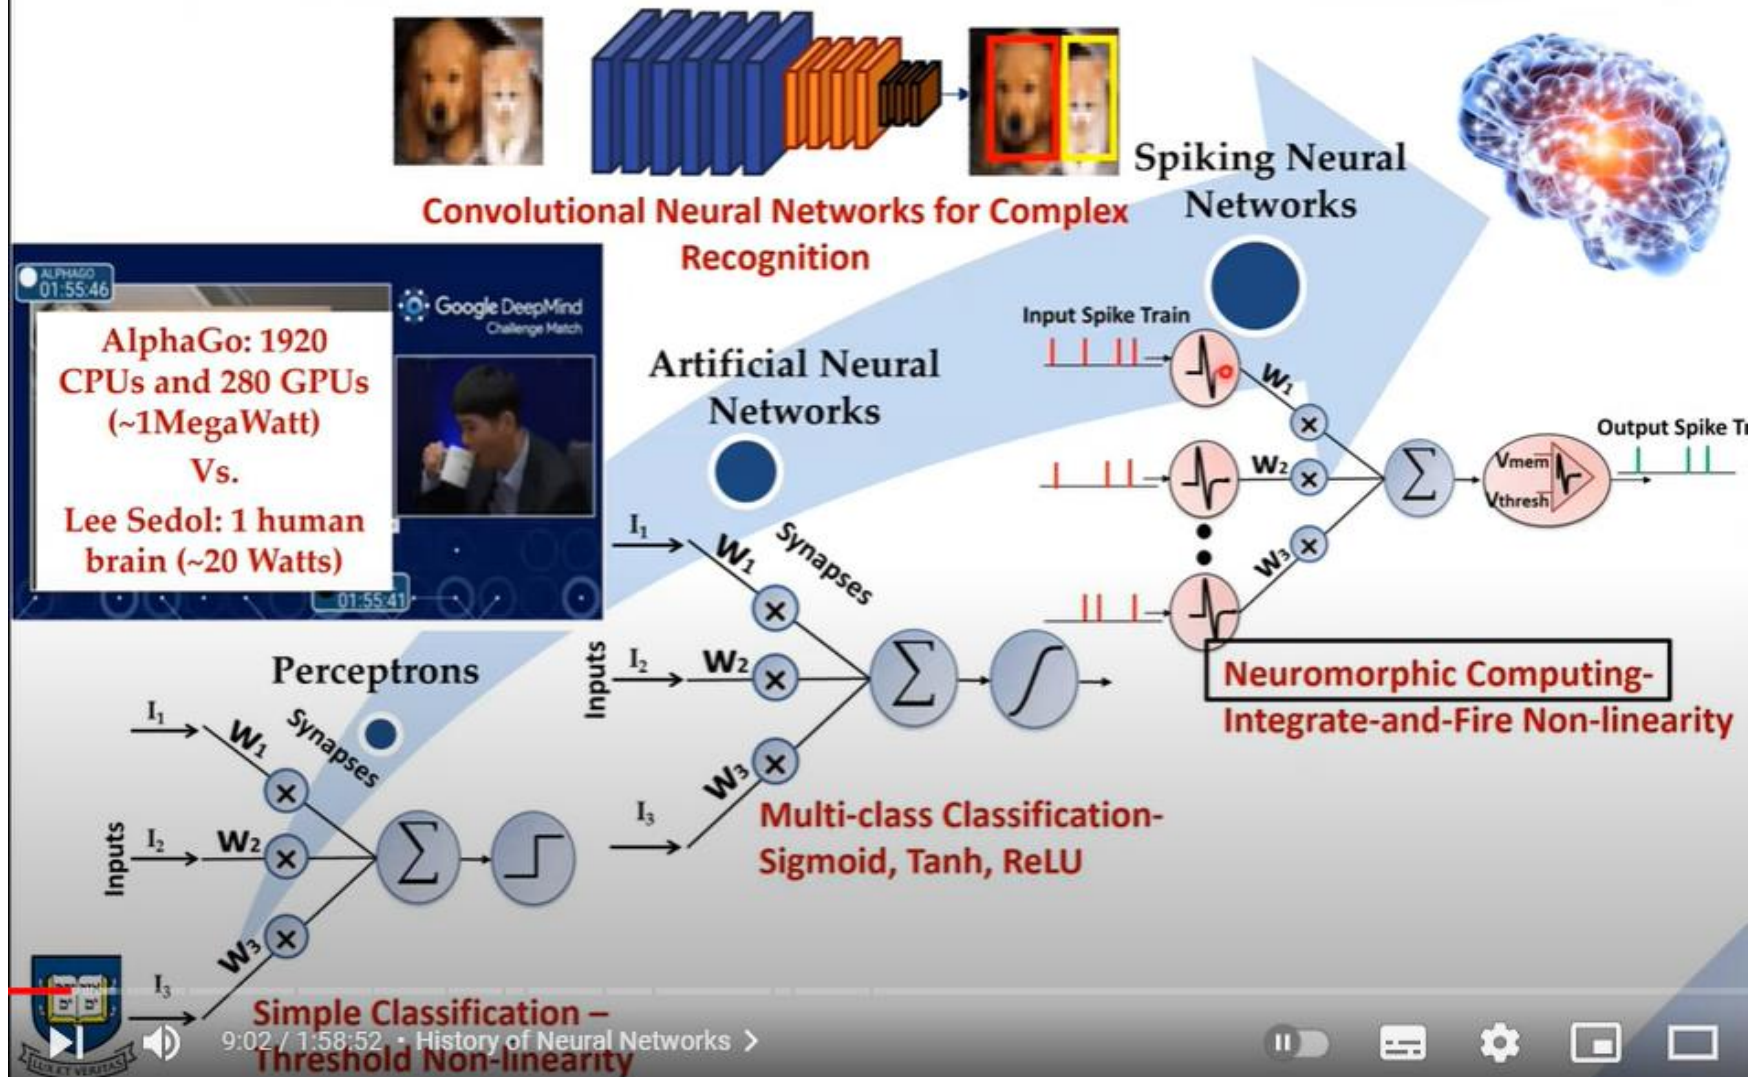 Convolutional Neural Networks for Complex
Recognition
Spiking Neural
Networks
ALPHAGO
01:55:46
Google DeepMind
Challenge Match
AlphaGo: 1920
CPUs and 280 GPUs
(~1MegaWatt)
Vs.
Lee Sedol: 1 human
brain (~20 Watts)
01:55:41
Artificial Neural
Networks
Input Spike Train
W₁
W₂
W₃
Σ
Vmem
Vthresh
Output Spike
Neuromorphic Computing-
Integrate-and-Fire Non-linearity
Inputs
I₁
I₂
I₃
W₁
W₂
W₃
Synapses
Σ
Multi-class Classification-
Sigmoid, Tanh, ReLU
Perceptrons
Inputs
I₁
I₂
I₃
W₁
W₂
W₃
Synapses
Σ
Simple Classification –
Threshold Non-linearity
LUX ET VERITAS
9:02 / 1:58:52 • History of Neural Networks